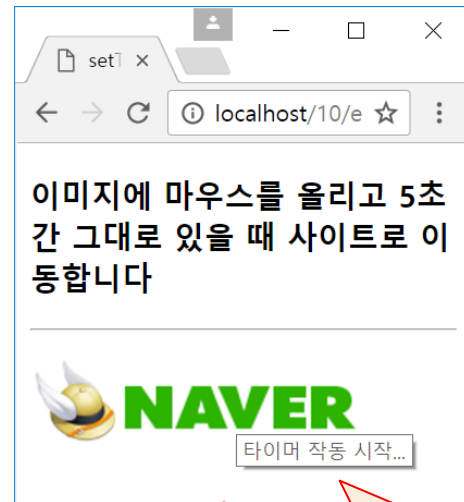 setT
localhost/10/e
이미지에 마우스를 올리고 5초
간 그대로 있을 때 사이트로 이
동합니다
NAVER
타이머 작동 시작...